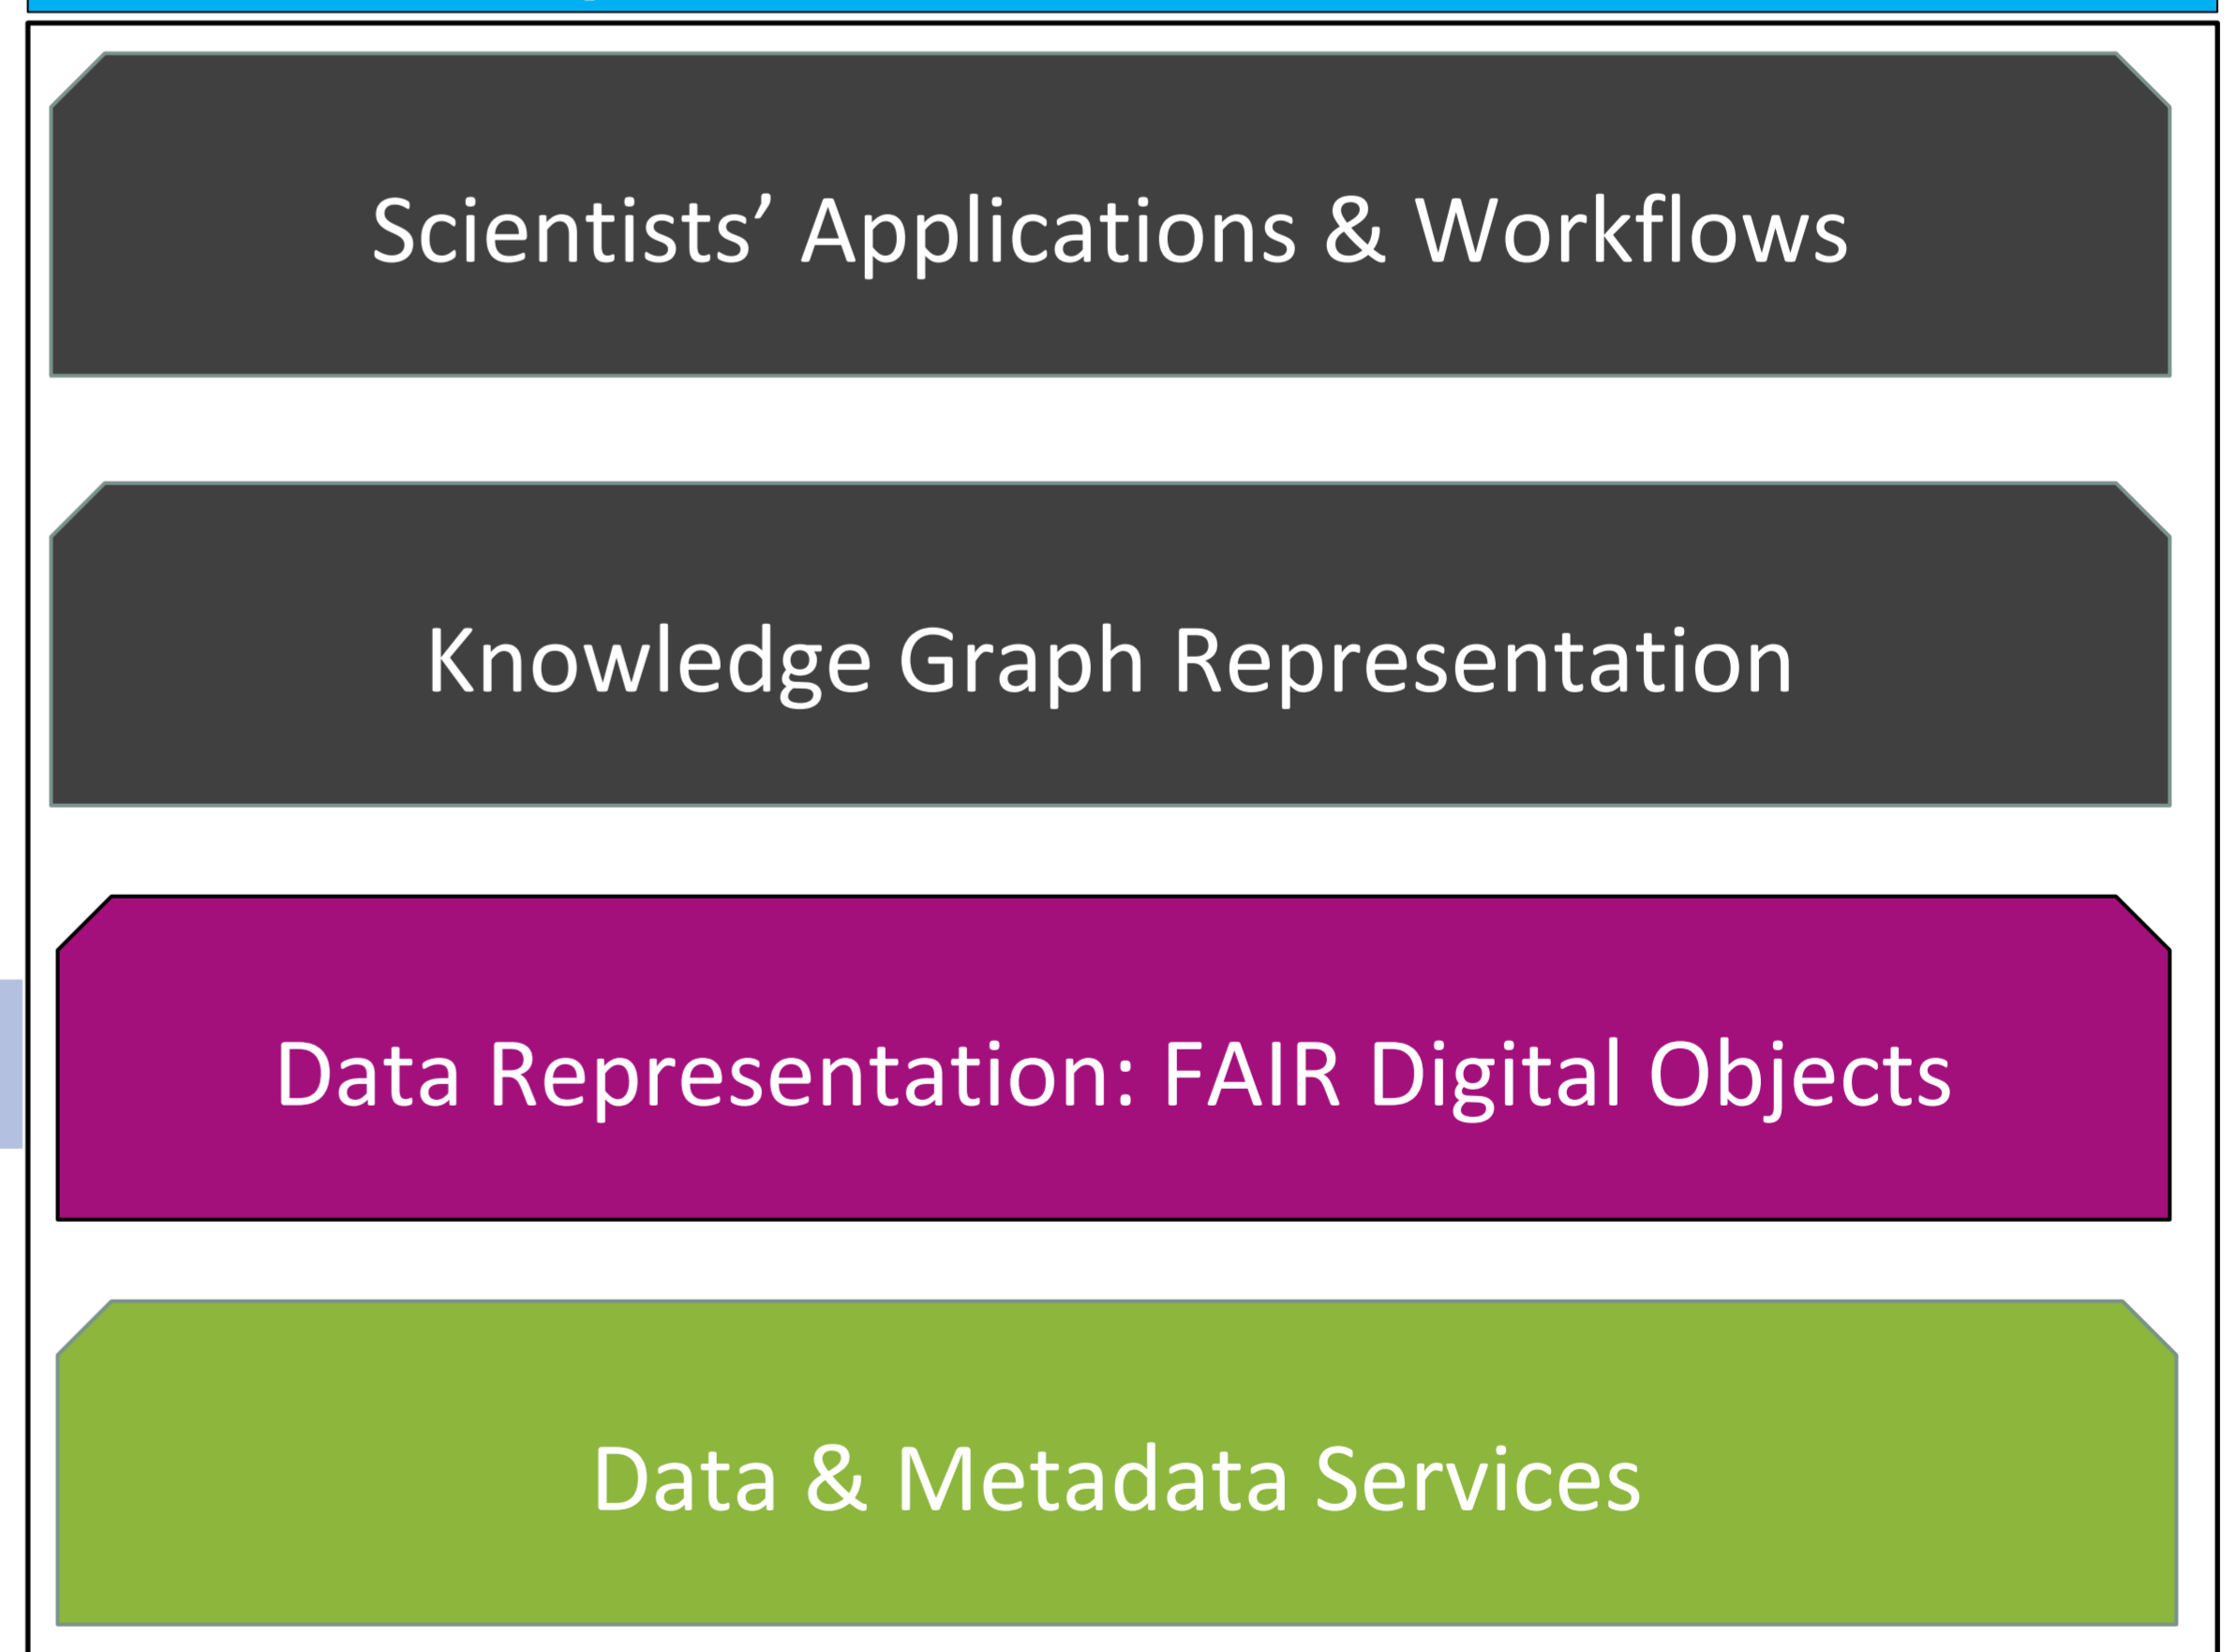 Scientists’ Applications & Workflows
Knowledge Graph Representation
Data Representation: FAIR Digital Objects
Data & Metadata Services